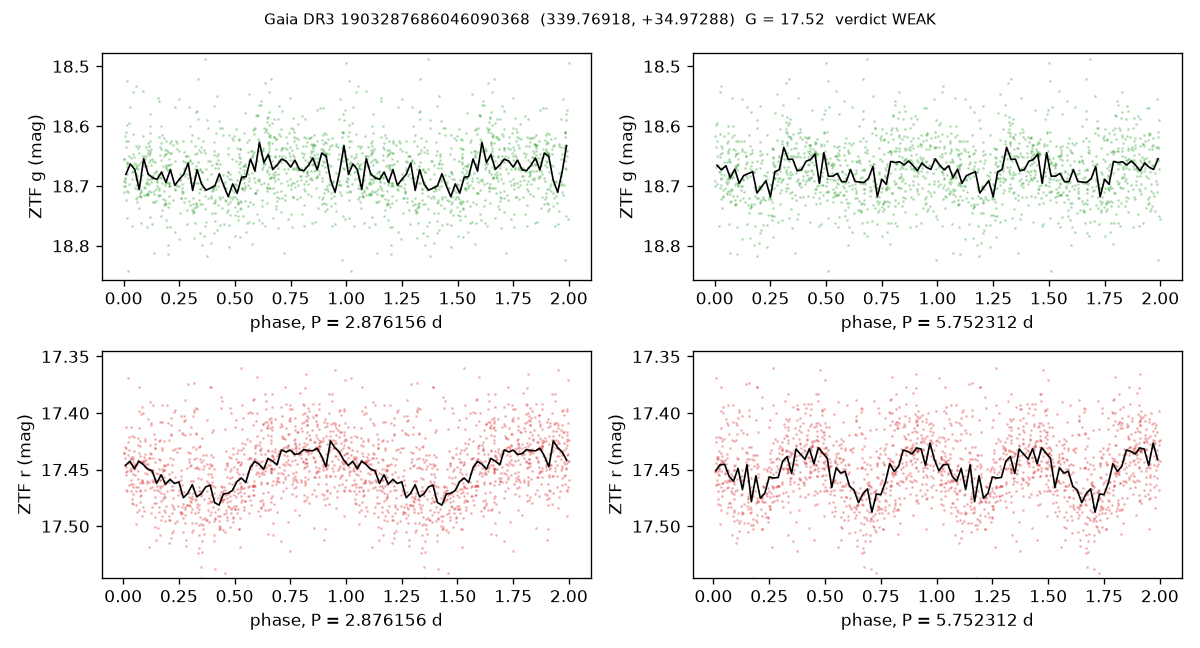 Gaia DR3 1903287686046090368  (339.76918, +34.97288)  G = 17.52  verdict WEAK
ZTF g (mag)
18.5
18.6
18.7
18.8
0.00 0.25 0.50 0.75 1.00 1.25 1.50 1.75 2.00
phase, P = 2.876156 d
ZTF g (mag)
18.5
18.6
18.7
18.8
0.00 0.25 0.50 0.75 1.00 1.25 1.50 1.75 2.00
phase, P = 5.752312 d
ZTF r (mag)
17.35
17.40
17.45
17.50
0.00 0.25 0.50 0.75 1.00 1.25 1.50 1.75 2.00
phase, P = 2.876156 d
ZTF r (mag)
17.35
17.40
17.45
17.50
0.00 0.25 0.50 0.75 1.00 1.25 1.50 1.75 2.00
phase, P = 5.752312 d